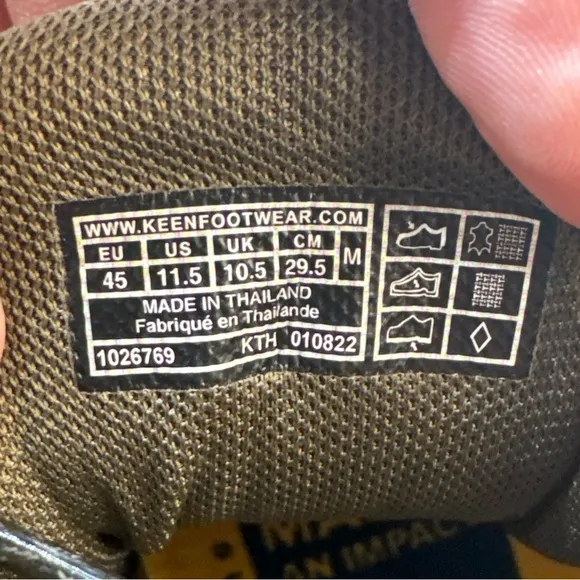 WWW.KEENFOOTWEAR.COM
EU US UK CM M
45 11.5 10.5 29.5
MADE IN THAILAND
Fabriqué en Thaïlande
1026769 KTH 010822
AN IMPAC